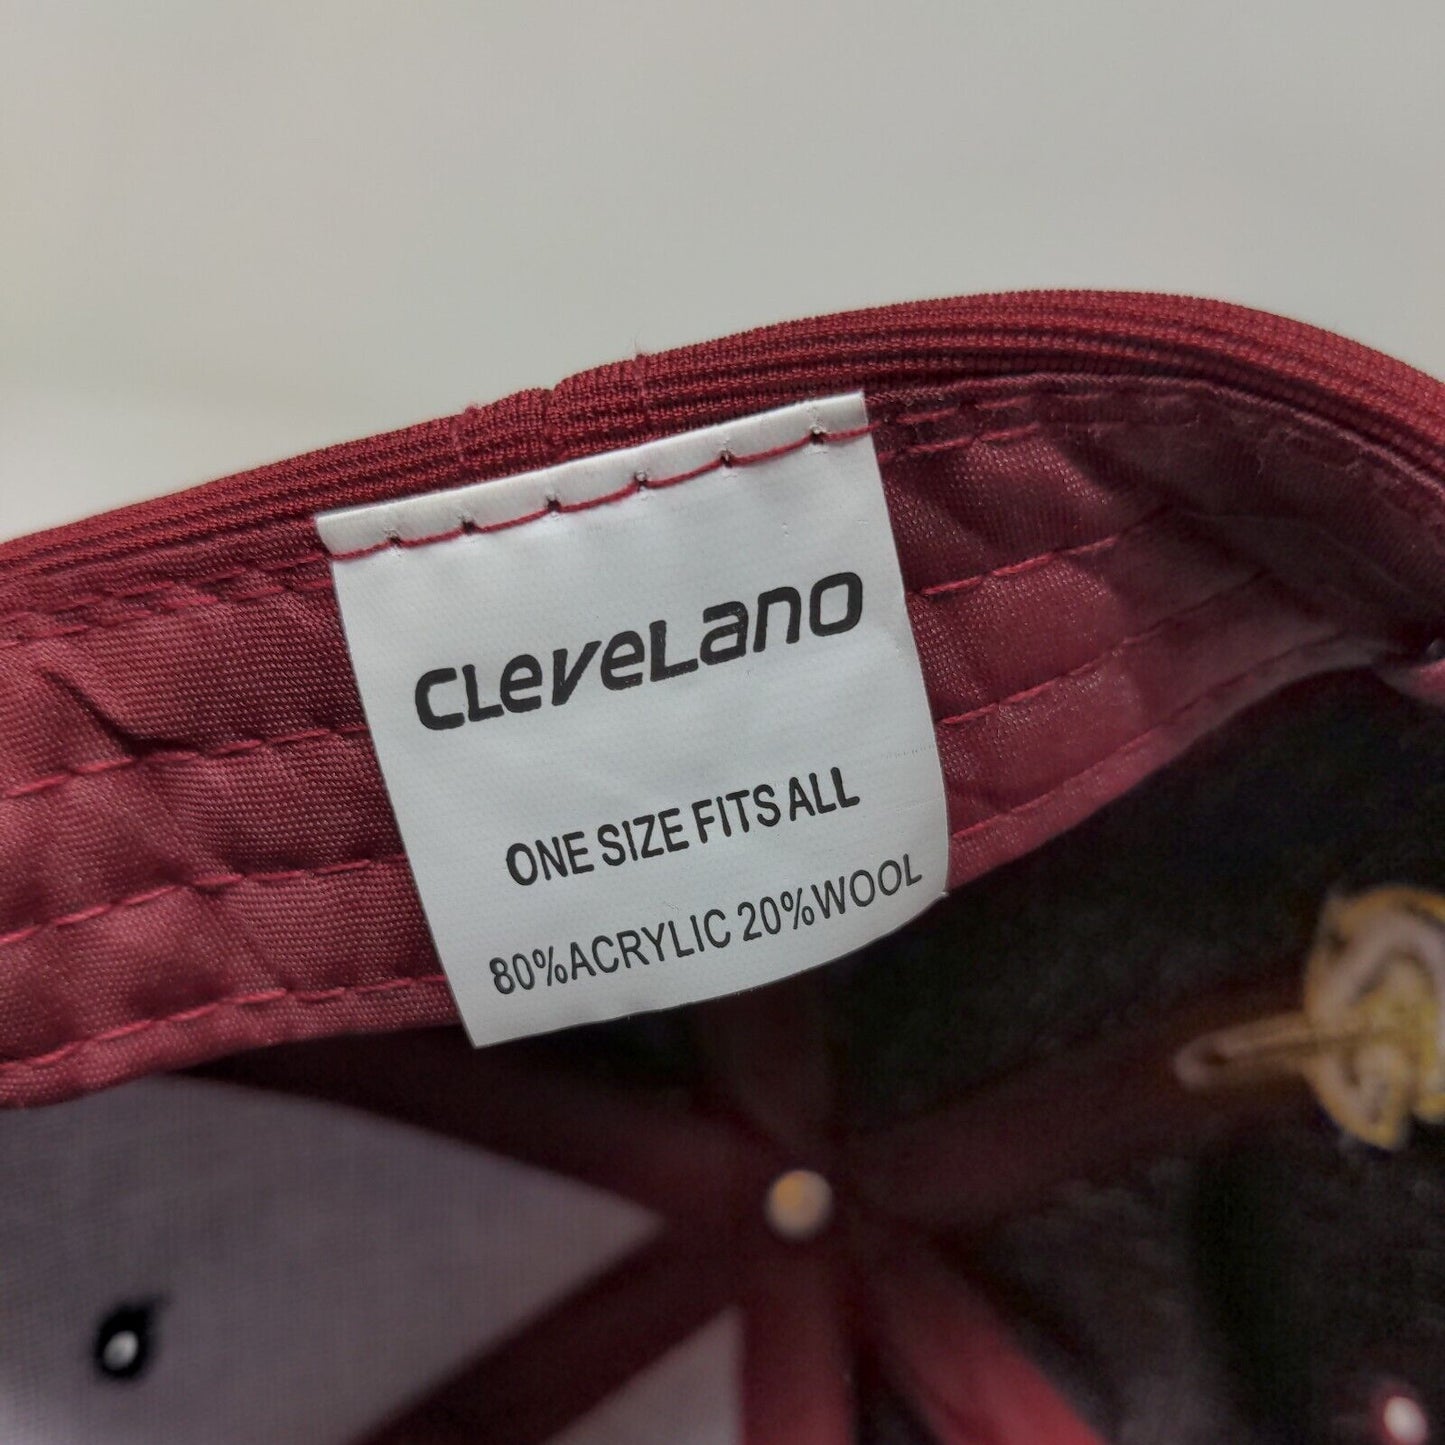 CLeveLanD
ONE SIZE FITS ALL
80%ACRYLIC 20%WOOL